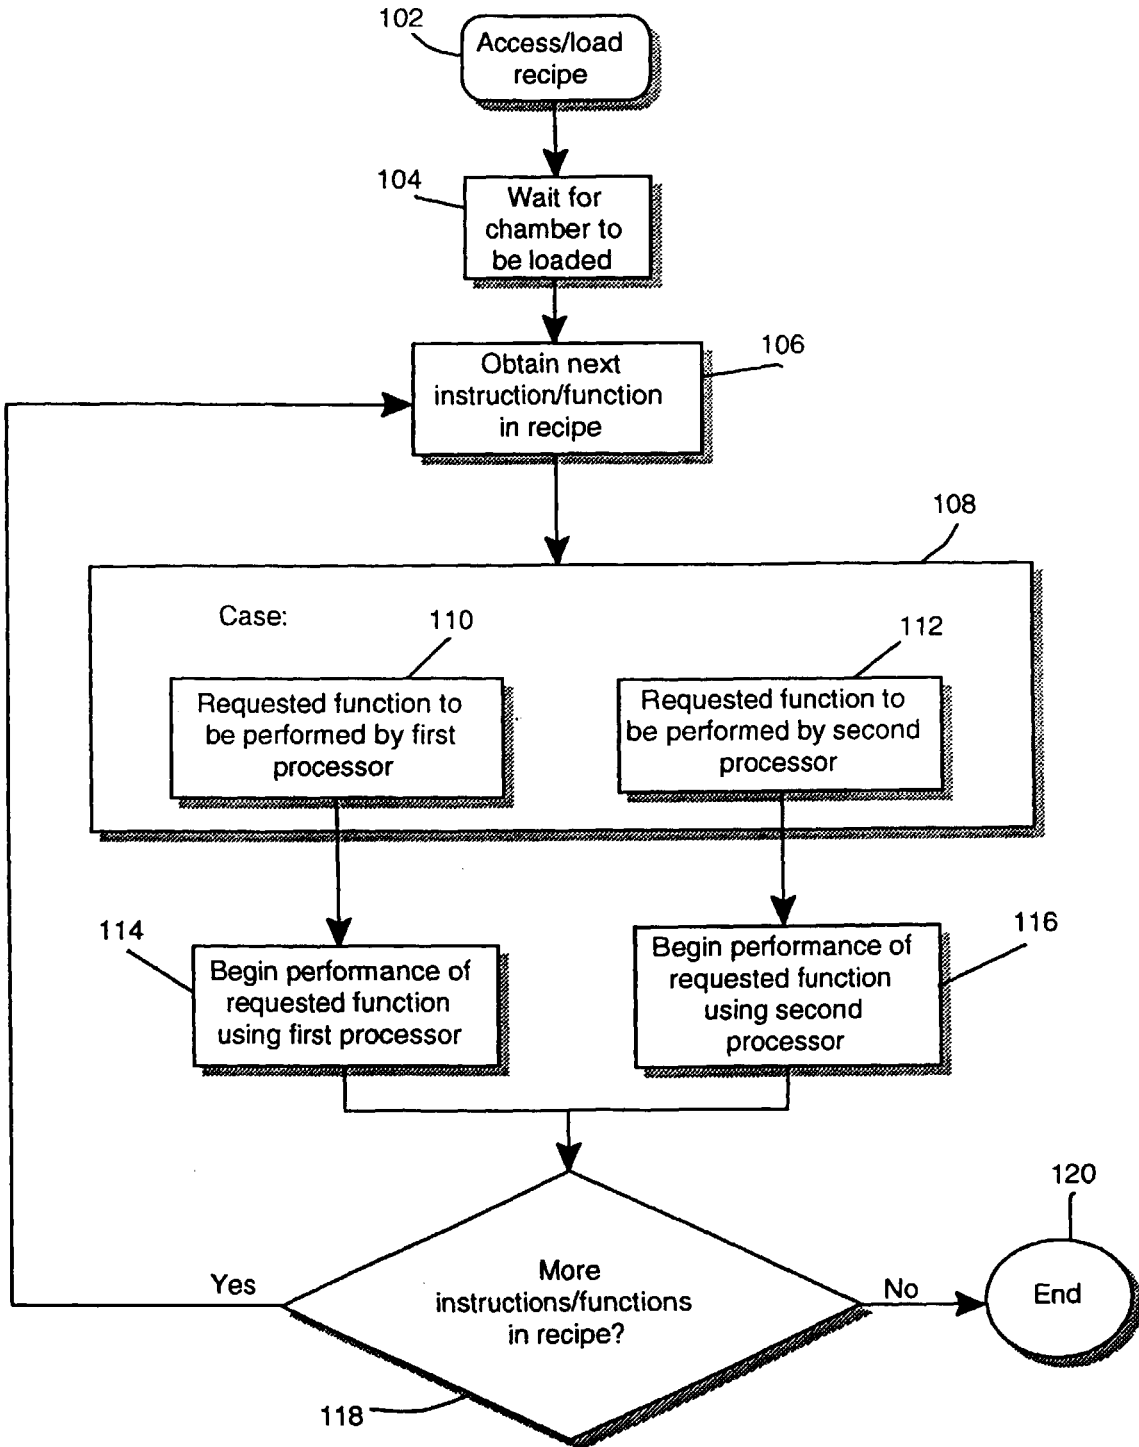 102
Access/load
recipe
104
Wait for
chamber to
be loaded
106
Obtain next
instruction/function
in recipe
108
Case:
110
112
Requested function to
be performed by first
processor
Requested function to
be performed by second
processor
114
116
Begin performance of
requested function
using first processor
Begin performance of
requested function
using second
processor
120
Yes
More
instructions/functions
in recipe?
No
End
118